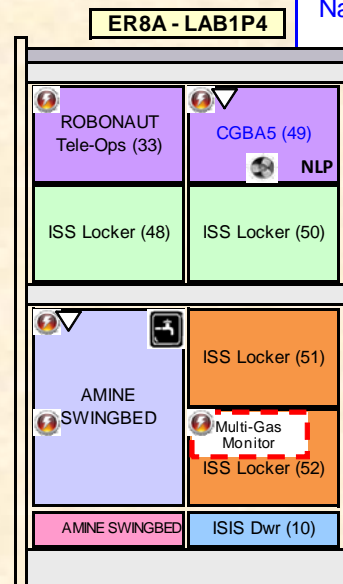 Na
ER8A - LAB1P4
ROBONAUT
Tele-Ops (33)
CGBA5 (49)
NLP
ISS Locker (48)
ISS Locker (50)
AMINE
SWINGBED
ISS Locker (51)
Multi-Gas
Monitor
ISS Locker (52)
AMINE SWINGBED
ISIS Dwr (10)